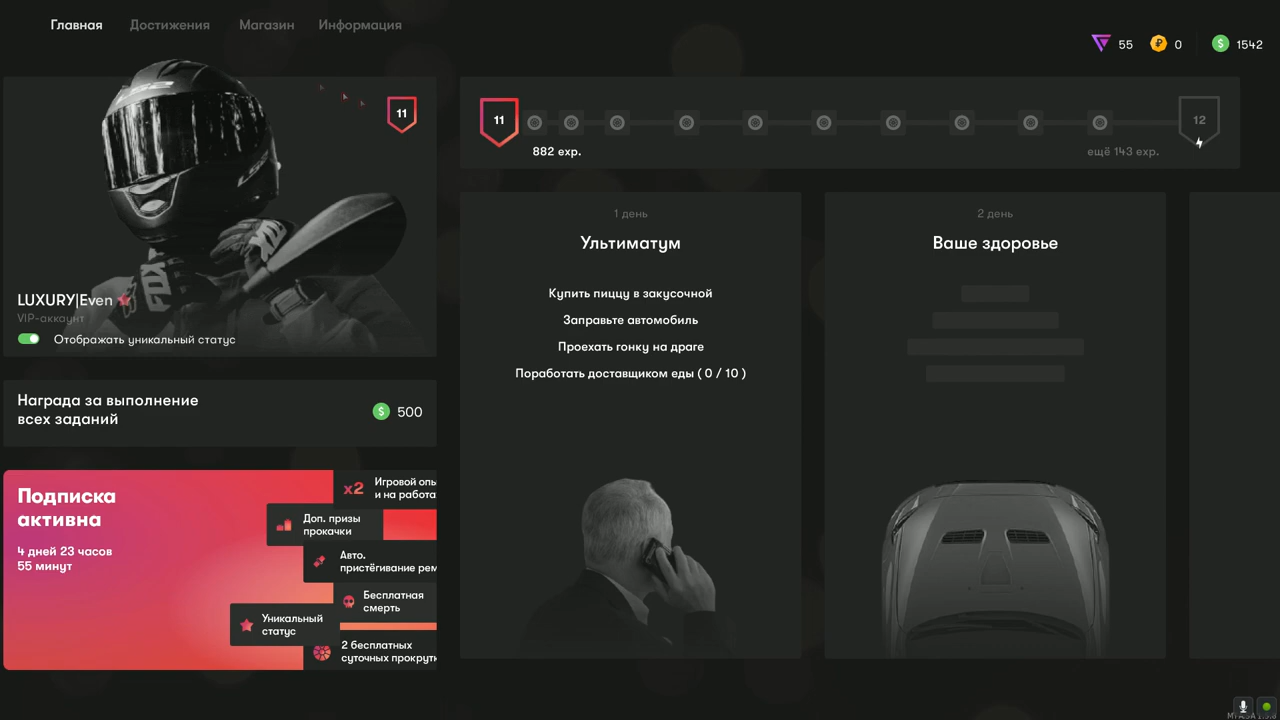 Главная
Достижения
Магазин
Информация
55
0
1542
11
LUXURY|Even
VIP-аккаунт
Отображать уникальный статус
11
12
882 exp.
ещё 143 exp.
Награда за выполнение
всех заданий
500
Подписка
активна
4 дней 23 часов
55 минут
x2
Игровой опы
и на работа
Доп. призы
прокачки
Авто.
пристёгивание рем
Бесплатная
смерть
Уникальный
статус
2 бесплатных
суточных прокрутк
1 день
Ультиматум
Купить пиццу в закусочной
Заправьте автомобиль
Проехать гонку на драге
Поработать доставщиком еды ( 0 / 10 )
2 день
Ваше здоровье
FOX